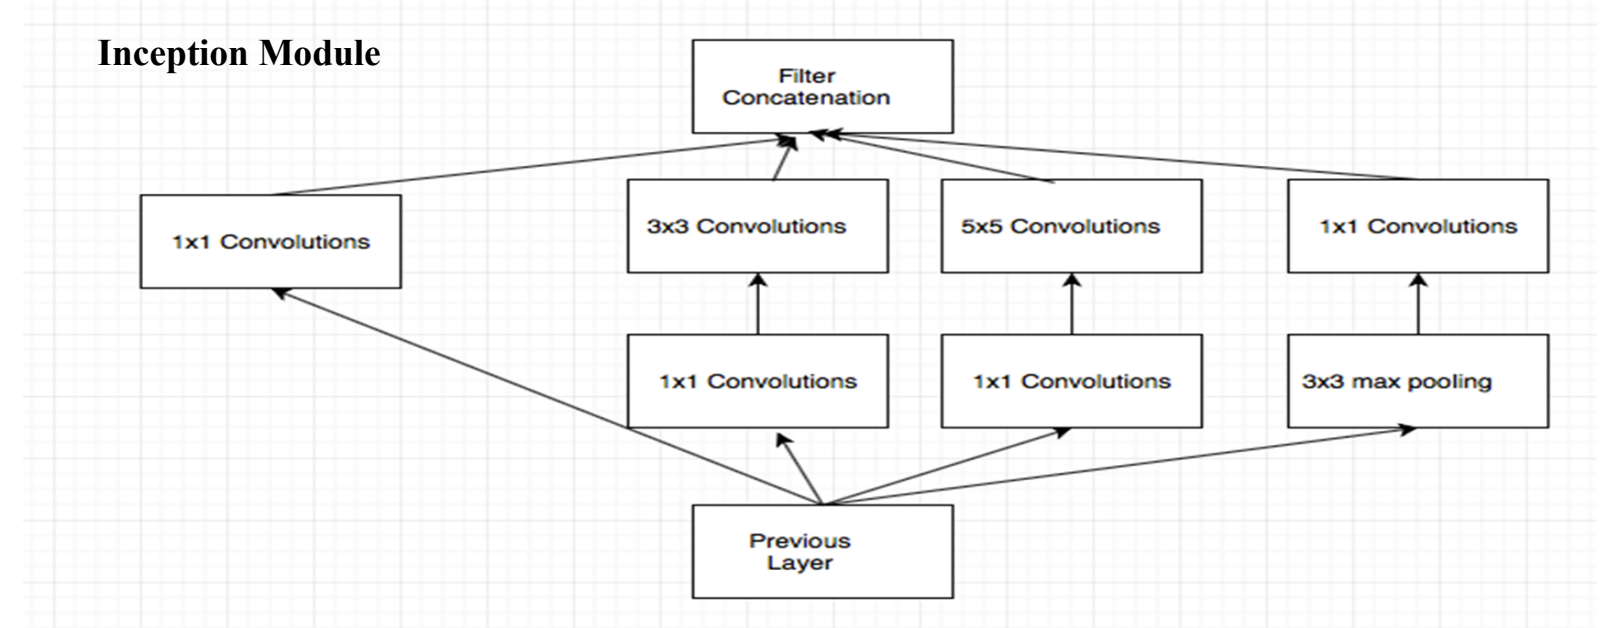 Inception Module
Filter
Concatenation
1x1 Convolutions
3x3 Convolutions
5x5 Convolutions
1x1 Convolutions
1x1 Convolutions
1x1 Convolutions
3x3 max pooling
Previous
Layer